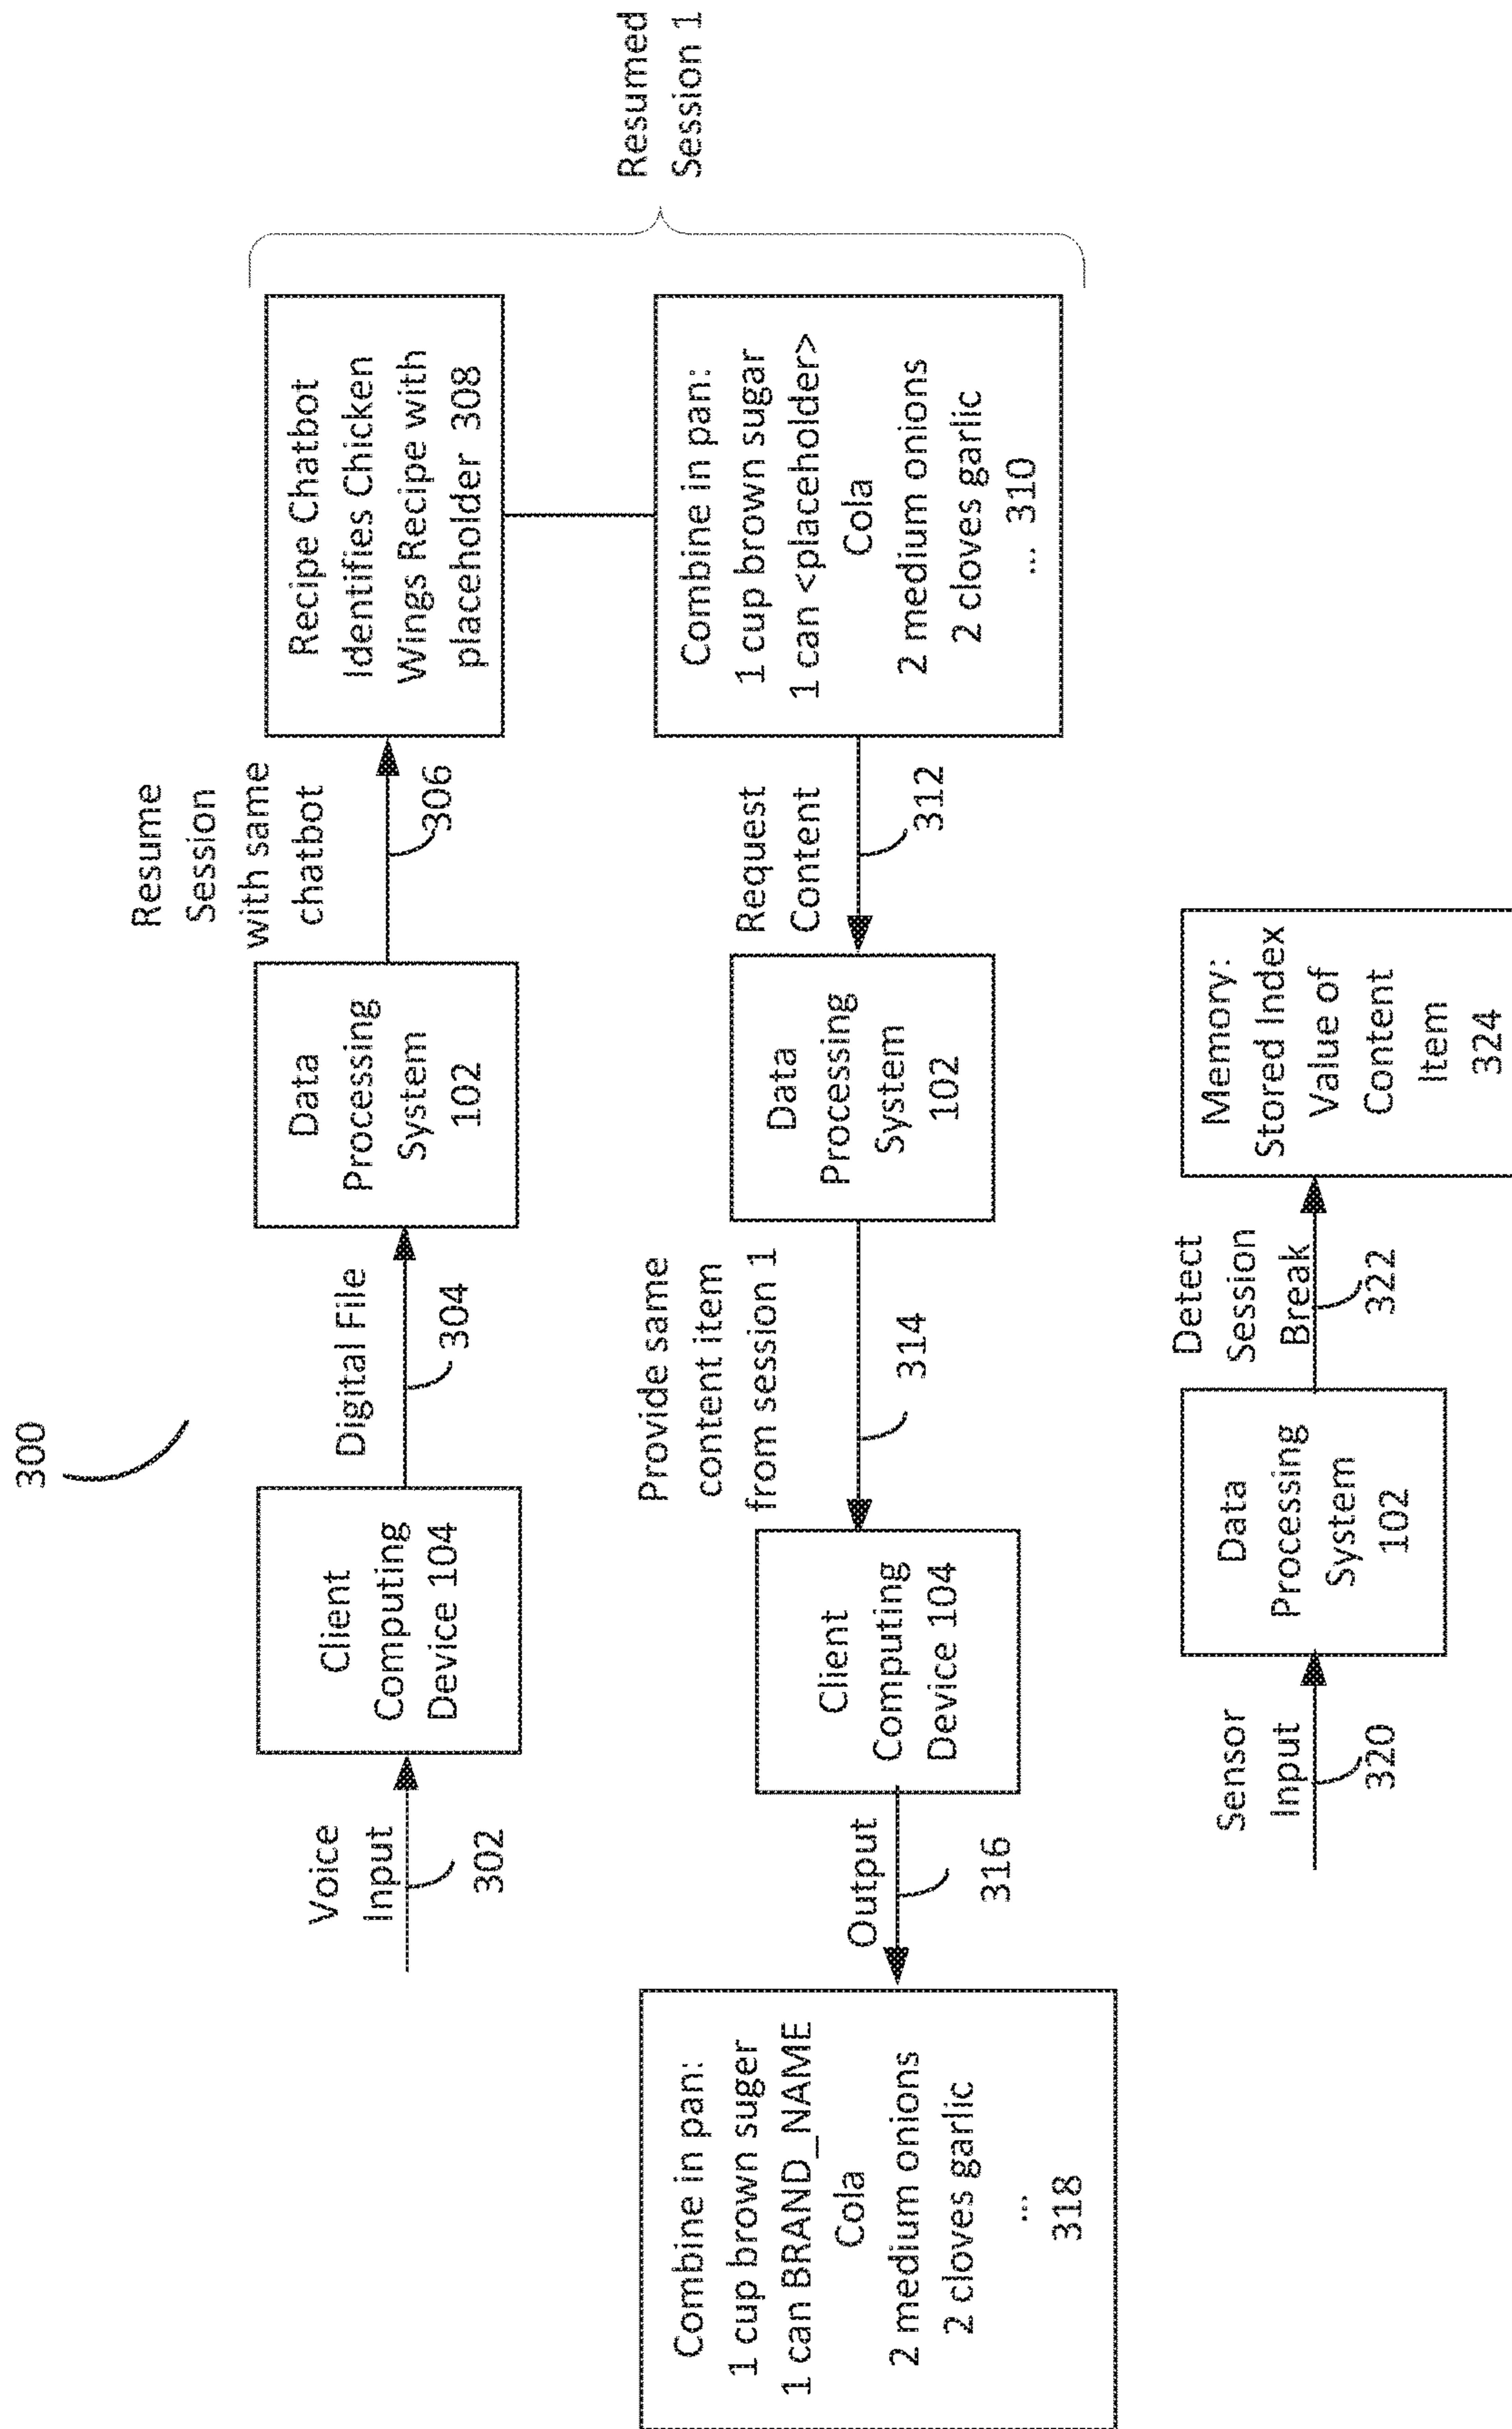 300
Voice
Input
302
Client
Computing
Device 104
Digital File
304
Data
Processing
System
102
Resume
Session
with same
chatbot
306
Recipe Chatbot
Identifies Chicken
Wings Recipe with
placeholder 308
Resumed
Session 1
Combine in pan:
1 cup brown sugar
1 can <placeholder>
Cola
2 medium onions
2 cloves garlic
... 310
Request
Content
312
Data
Processing
System
102
Provide same
content item
from session 1
314
Client
Computing
Device 104
Output
316
Combine in pan:
1 cup brown suger
1 can BRAND_NAME
Cola
2 medium onions
2 cloves garlic
...
318
Sensor
Input
320
Data
Processing
System
102
Detect
Session
Break
322
Memory:
Stored Index
Value of
Content
Item
324